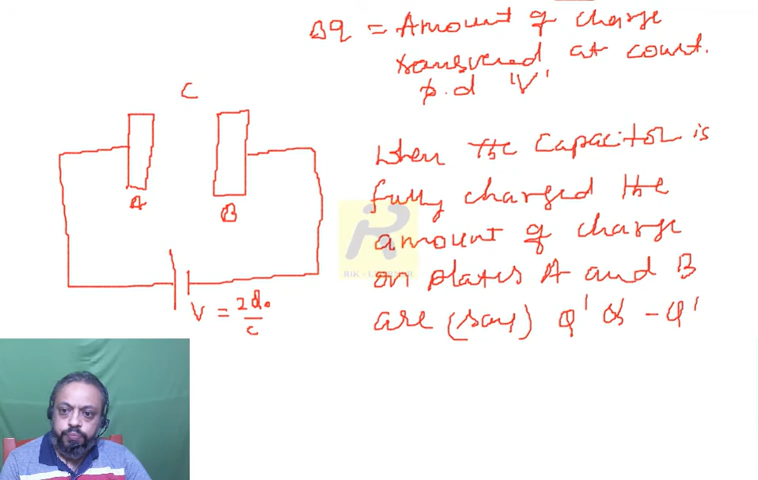 Δq = Amount of charge
transvered at const.
p.d 'V'
C
When the capacitor is
fully charged the
amount of charge
on plates A and B
are (say) Q' & -Q'
A
B
V = 2q₀/C